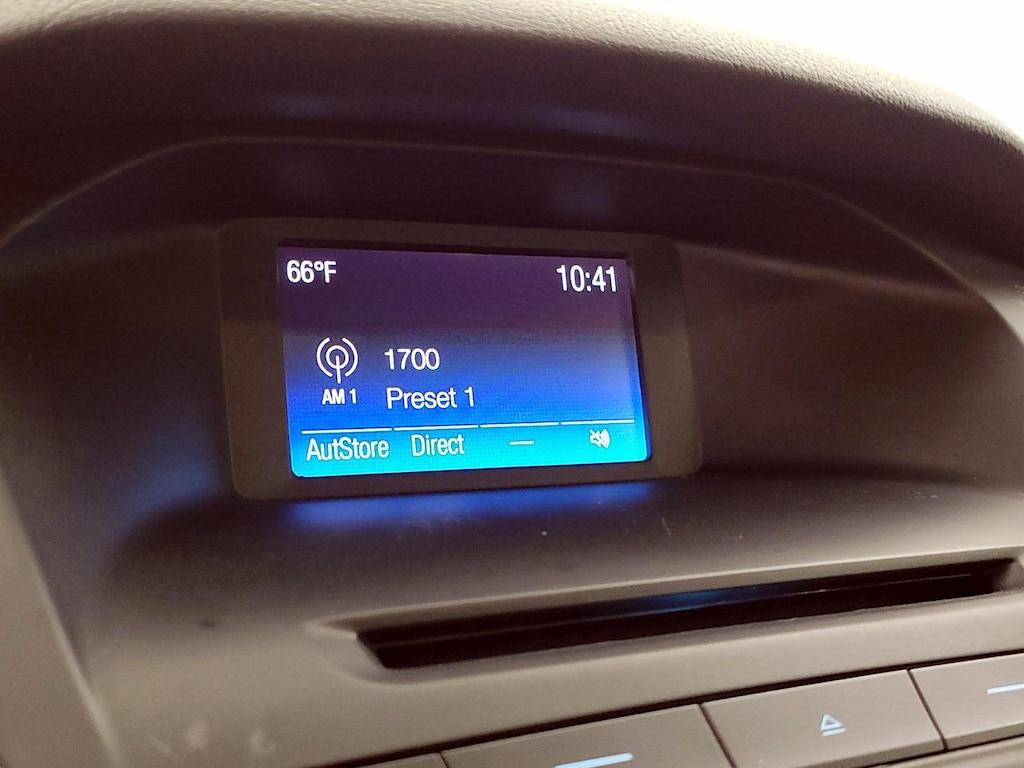 66°F 10:41
1700
AM 1 Preset 1
AutStore Direct —